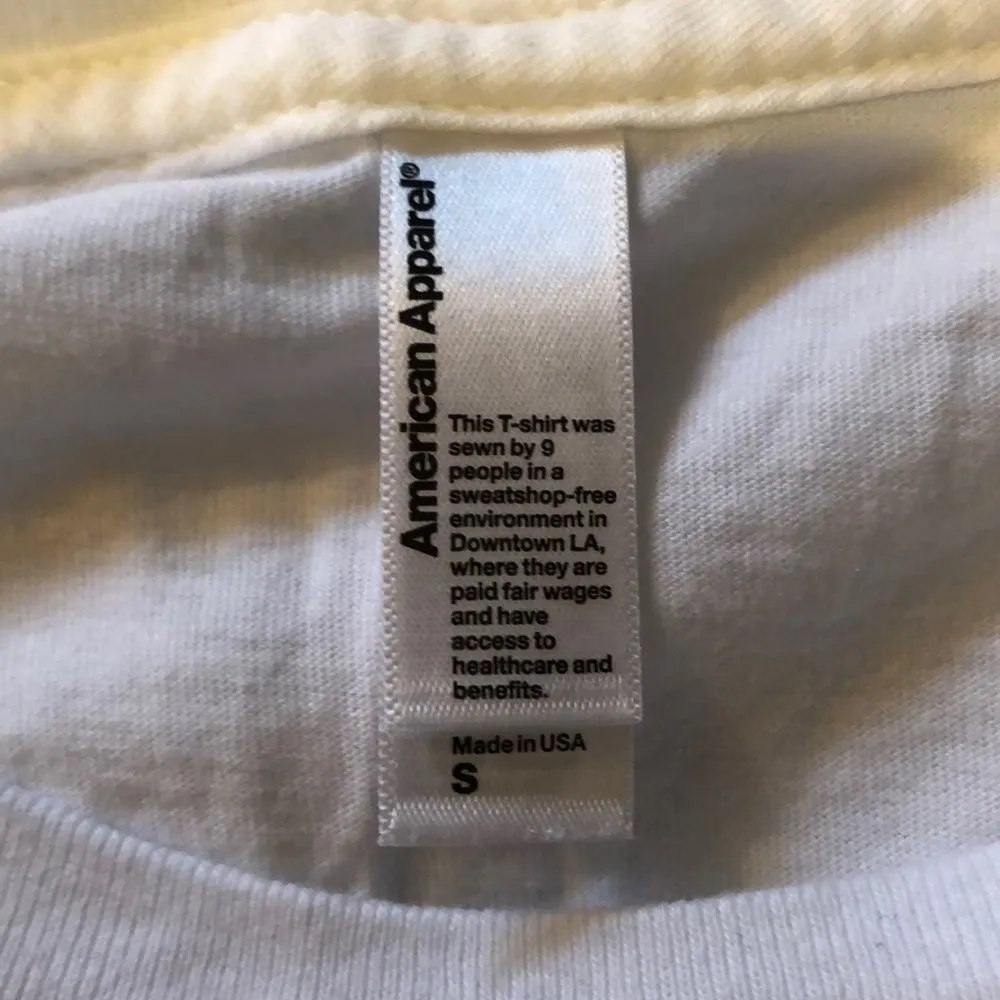 American Apparel®
This T-shirt was
sewn by 9
people in a
sweatshop-free
environment in
Downtown LA,
where they are
paid fair wages
and have
access to
healthcare and
benefits.
Made in USA
S